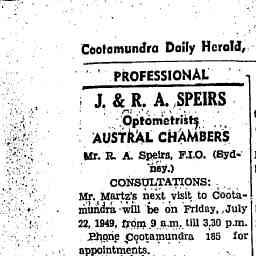 Cootamundra Daily Herald,
PROFESSIONAL
J. & R. A. SPEIRS
Optometrists
AUSTRAL CHAMBERS
Mr. R. A. Speirs, F.I.O. (Syd-
ney.)
CONSULTATIONS:
Mr. Martz's next visit to Coota-
mundra will be on Friday, July
22, 1949, from 9 a.m. till 3.30 p.m.
Phone Cootamundra 185 for
appointments.